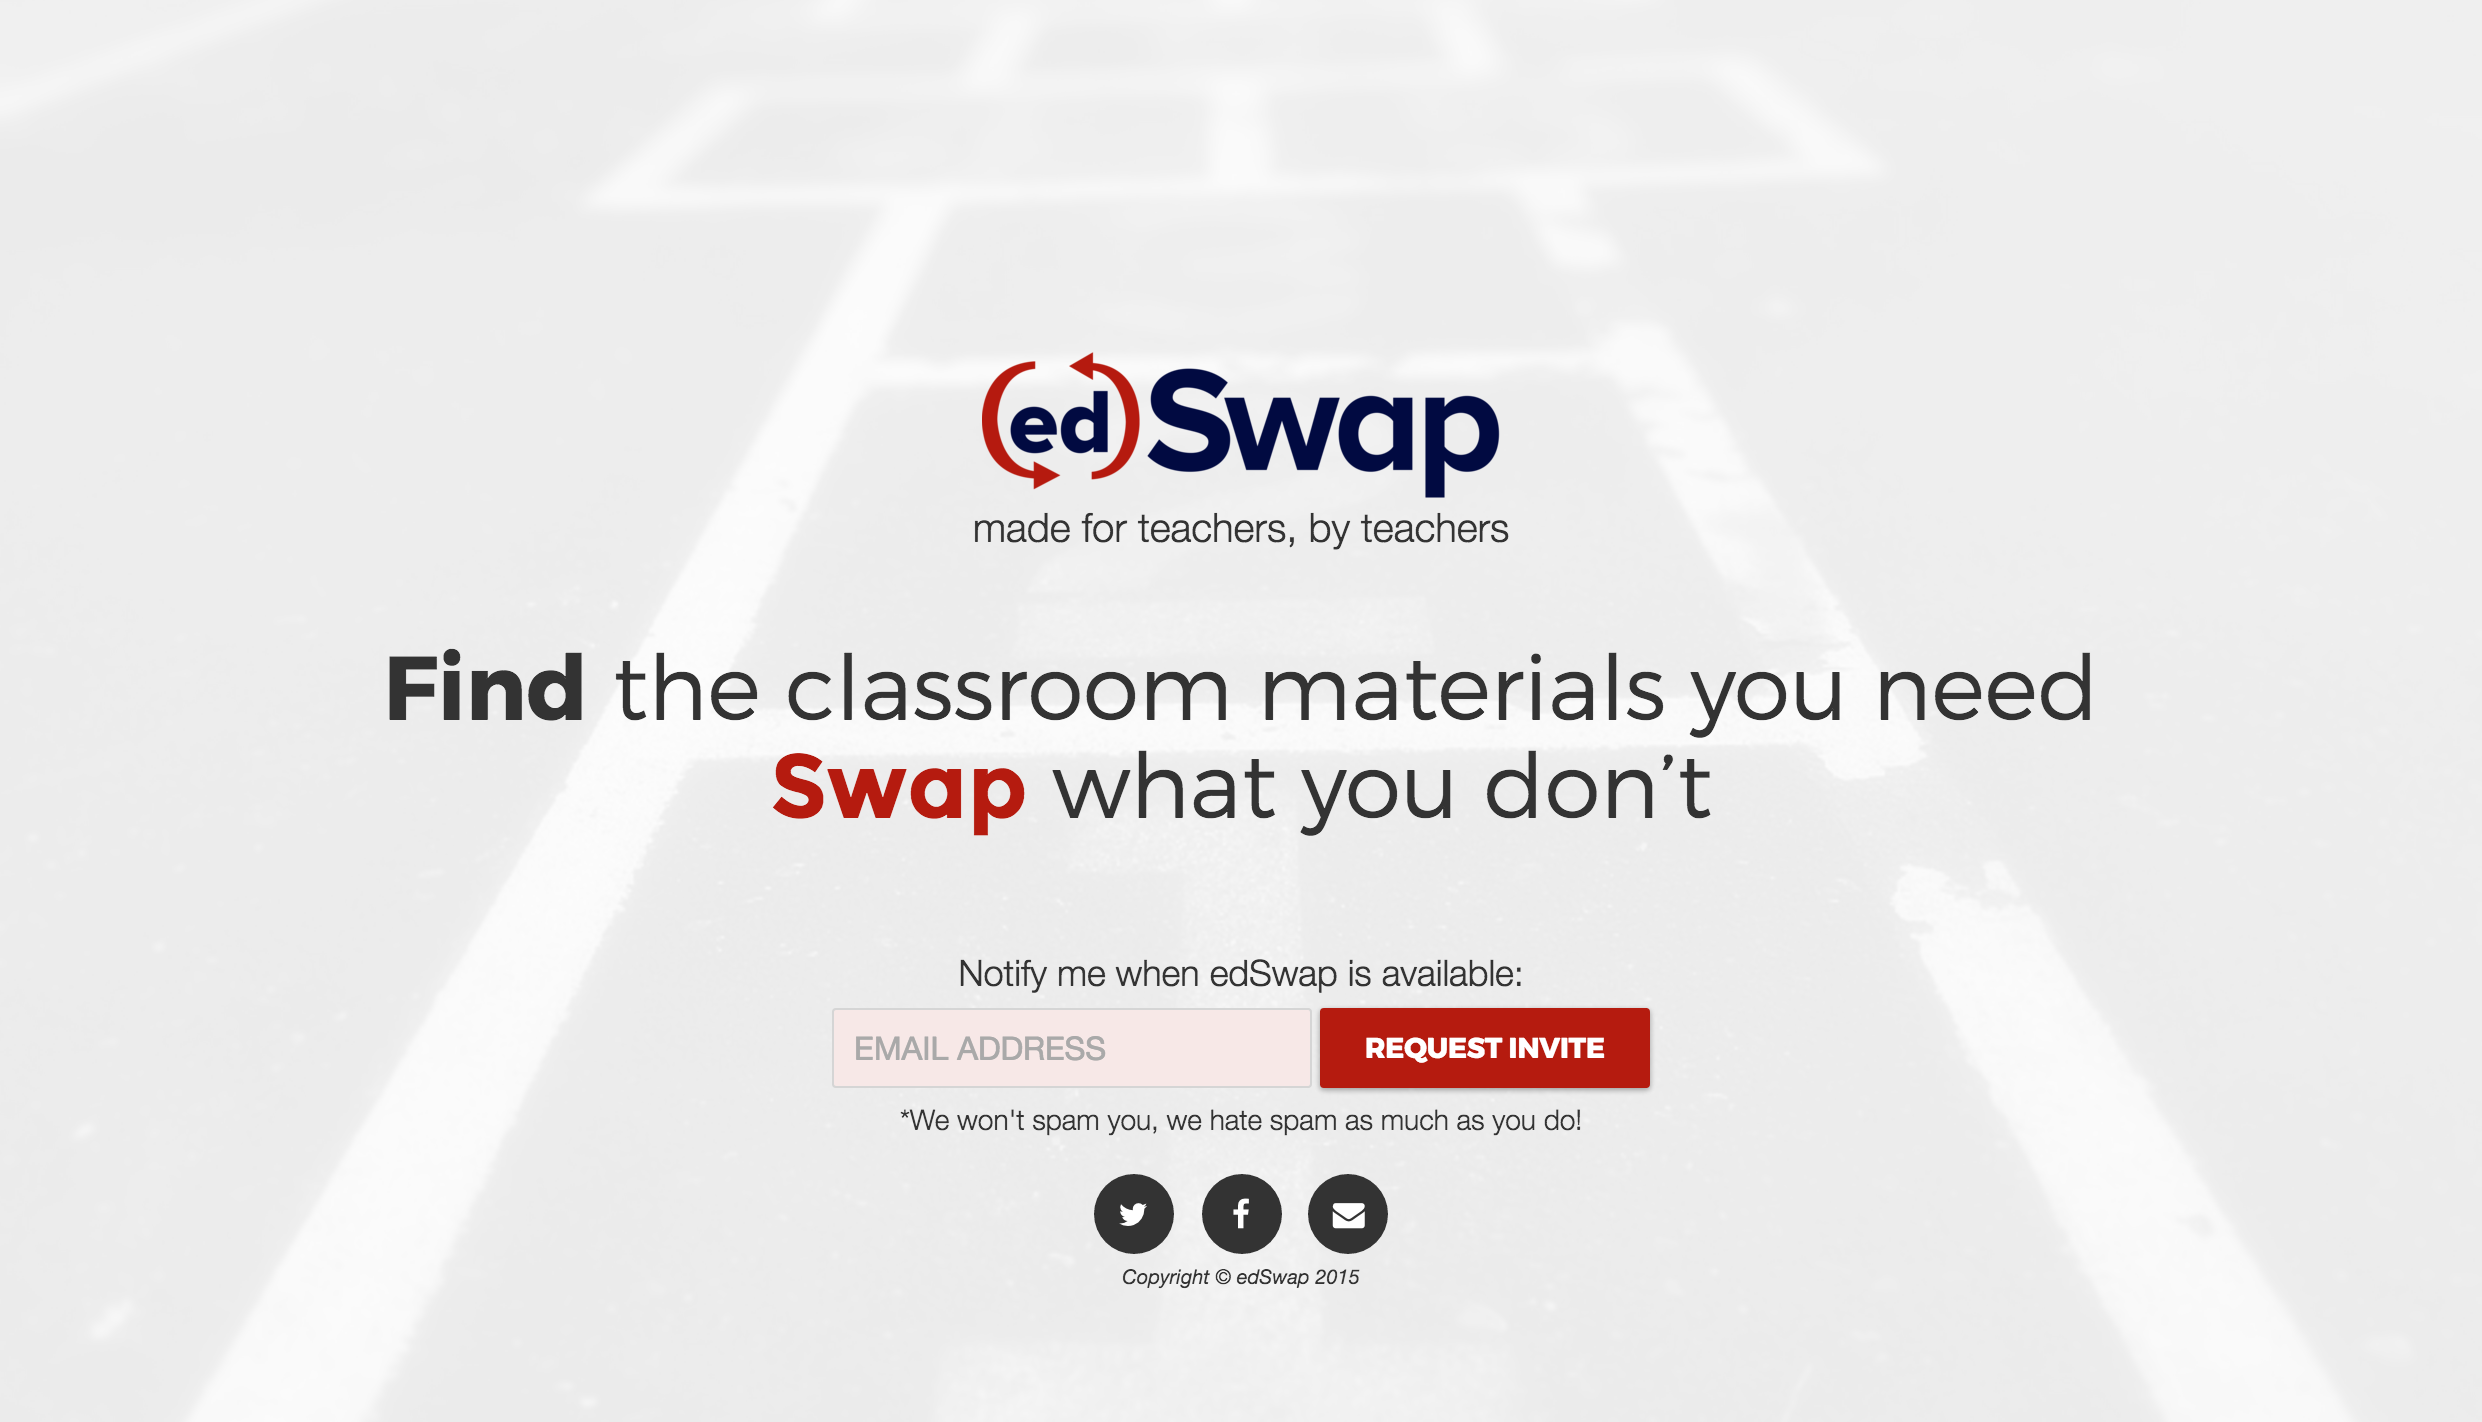 edSwap
made for teachers, by teachers
Find the classroom materials you need
Swap what you don’t
Notify me when edSwap is available:
EMAIL ADDRESS
REQUEST INVITE
*We won't spam you, we hate spam as much as you do!
Copyright © edSwap 2015